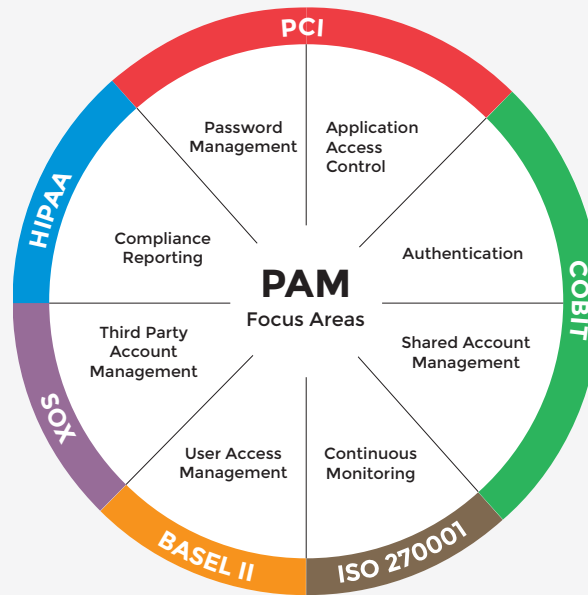 PCI
Password
Management
Application
Access
Control
HIPAA
Compliance
Reporting
Authentication
COBIT
PAM
Focus Areas
Third Party
Account
Management
Shared Account
Management
SOX
User Access
Management
Continuous
Monitoring
BASEL II
ISO 270001